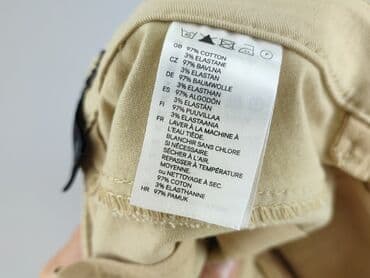 GB 97% COTTON
3% ELASTANE
CZ 97% BAVLNA
3% ELASTAN
DE 97% BAUMWOLLE
3% ELASTHAN
ES 97% ALGODÓN
3% ELASTÁN
FI 97% PUUVILLAA
3% ELASTAANIA
FR LAVER À LA MACHINE À
L'EAU TIÈDE.
BLANCHIR SANS CHLORE
SI NÉCESSAIRE.
SÉCHER À L'AIR.
REPASSER À TEMPÉRATURE
MOYENNE.
OU NETTOYAGE À SEC.
97% COTON
3% ELASTHANNE
HR 97% PAMUK